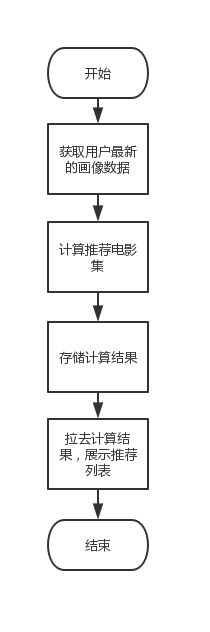 开始
获取用户最新
的画像数据
计算推荐电影
集
存储计算结果
拉去计算结
果，展示推荐
列表
结束